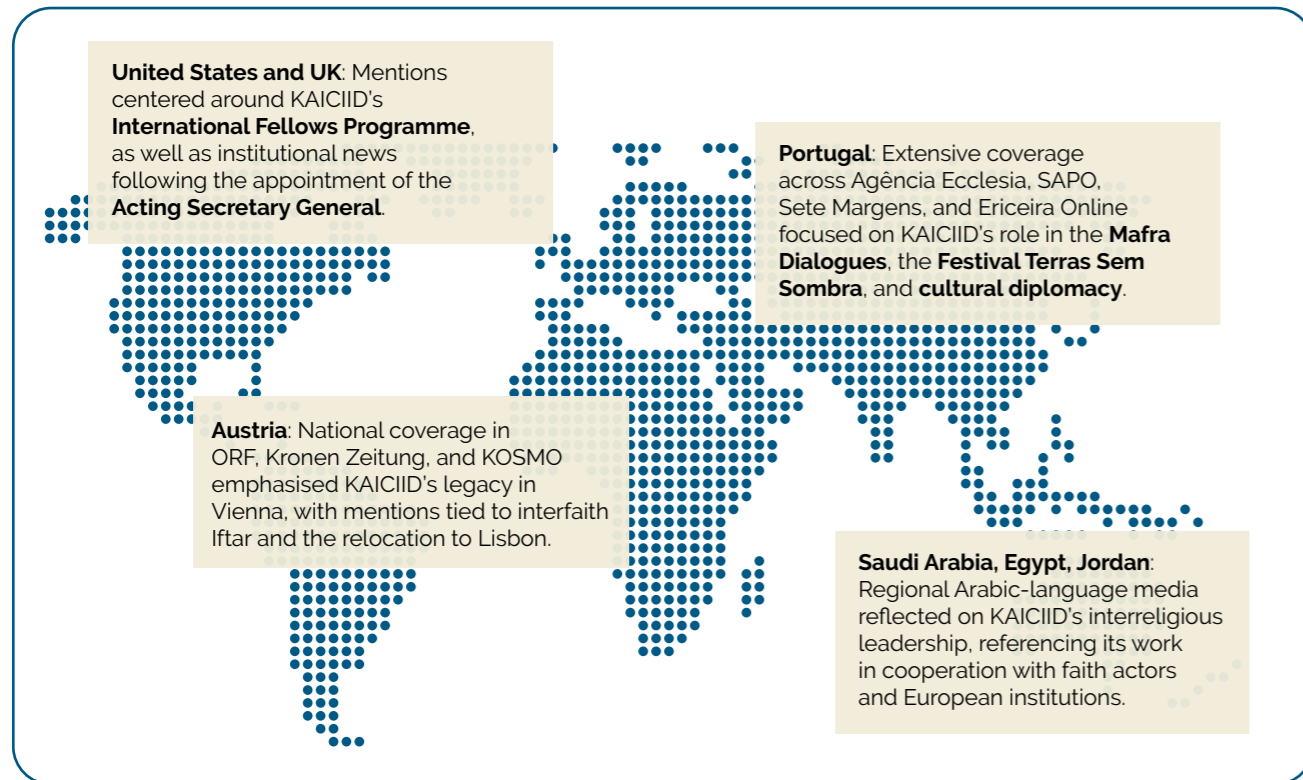 United States and UK: Mentions
centered around KAICIID’s
International Fellows Programme,
as well as institutional news
following the appointment of the
Acting Secretary General.
Portugal: Extensive coverage
across Agência Ecclesia, SAPO,
Sete Margens, and Ericeira Online
focused on KAICIID’s role in the Mafra
Dialogues, the Festival Terras Sem
Sombra, and cultural diplomacy.
Austria: National coverage in
ORF, Kronen Zeitung, and KOSMO
emphasised KAICIID’s legacy in
Vienna, with mentions tied to interfaith
Iftar and the relocation to Lisbon.
Saudi Arabia, Egypt, Jordan:
Regional Arabic-language media
reflected on KAICIID’s interreligious
leadership, referencing its work
in cooperation with faith actors
and European institutions.